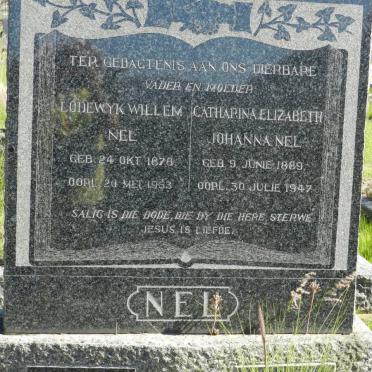 TER GEDAGTENIS AAN ONS DIERBARE
VADER EN MOEDER
LODEWYK WILLEM
NEL
GEB. 24 OKT. 1878
OORL. 20 MEI 1953
CATHARINA ELIZABETH
JOHANNA NEL
GEB. 9 JUNIE 1889
OORL. 30 JULIE 1947
SALIG IS DIE DODE, DIE BY DIE HERE STERWE
JESUS IS LIEFDE.
NEL